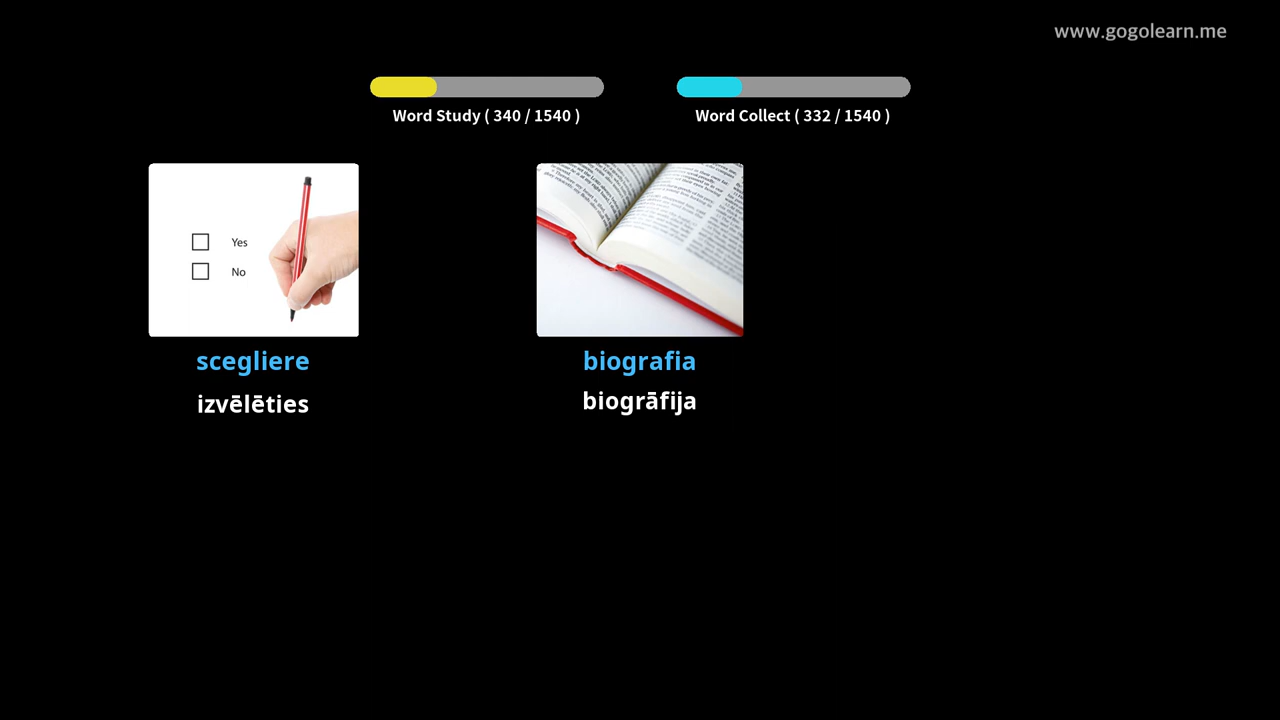 www.gogolearn.me
Word Study ( 340 / 1540 )
Word Collect ( 332 / 1540 )
Yes
No
scegliere
izvēlēties
biografia
biogrāfija